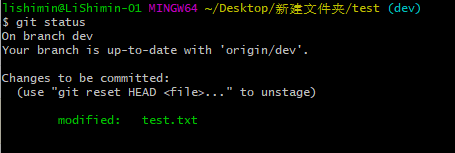 lishimin@LiShimin-01 MINGW64 ~/Desktop/新建文件夹/test (dev)
$ git status
On branch dev
Your branch is up-to-date with 'origin/dev'.
Changes to be committed:
(use "git reset HEAD <file>..." to unstage)
modified: test.txt